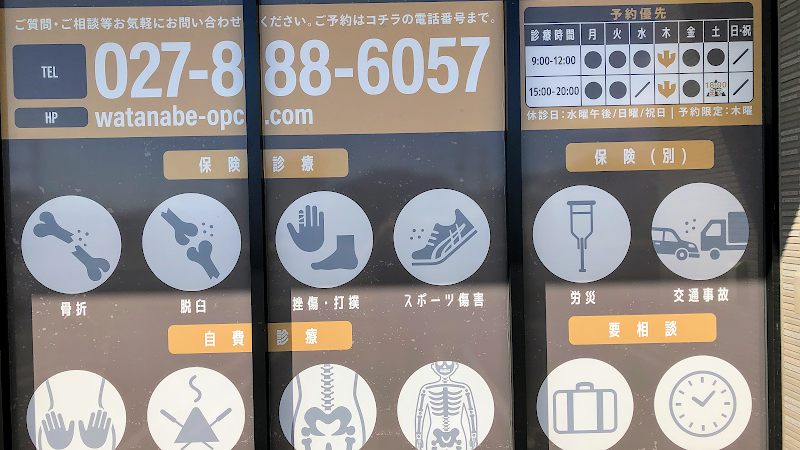 ご質問・ご相談等お気軽にお問い合わせください。ご予約はコチラの電話番号まで。
TEL 027-888-6057
HP watanabe-opc.com
予約優先
診療時間 月 火 水 木 金 土 日・祝
9:00-12:00 ● ● ● ● ● /
15:00-20:00 ● ● / ● /
休診日:水曜午後/日曜/祝日 | 予約限定:木曜
保険診療
保険(別)
骨折 脱臼 挫傷・打撲 スポーツ傷害 労災 交通事故
自費診療
要相談